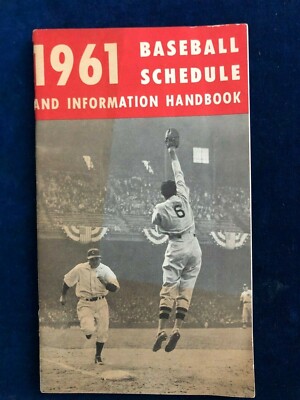 1961 BASEBALL
SCHEDULE
AND INFORMATION HANDBOOK
6